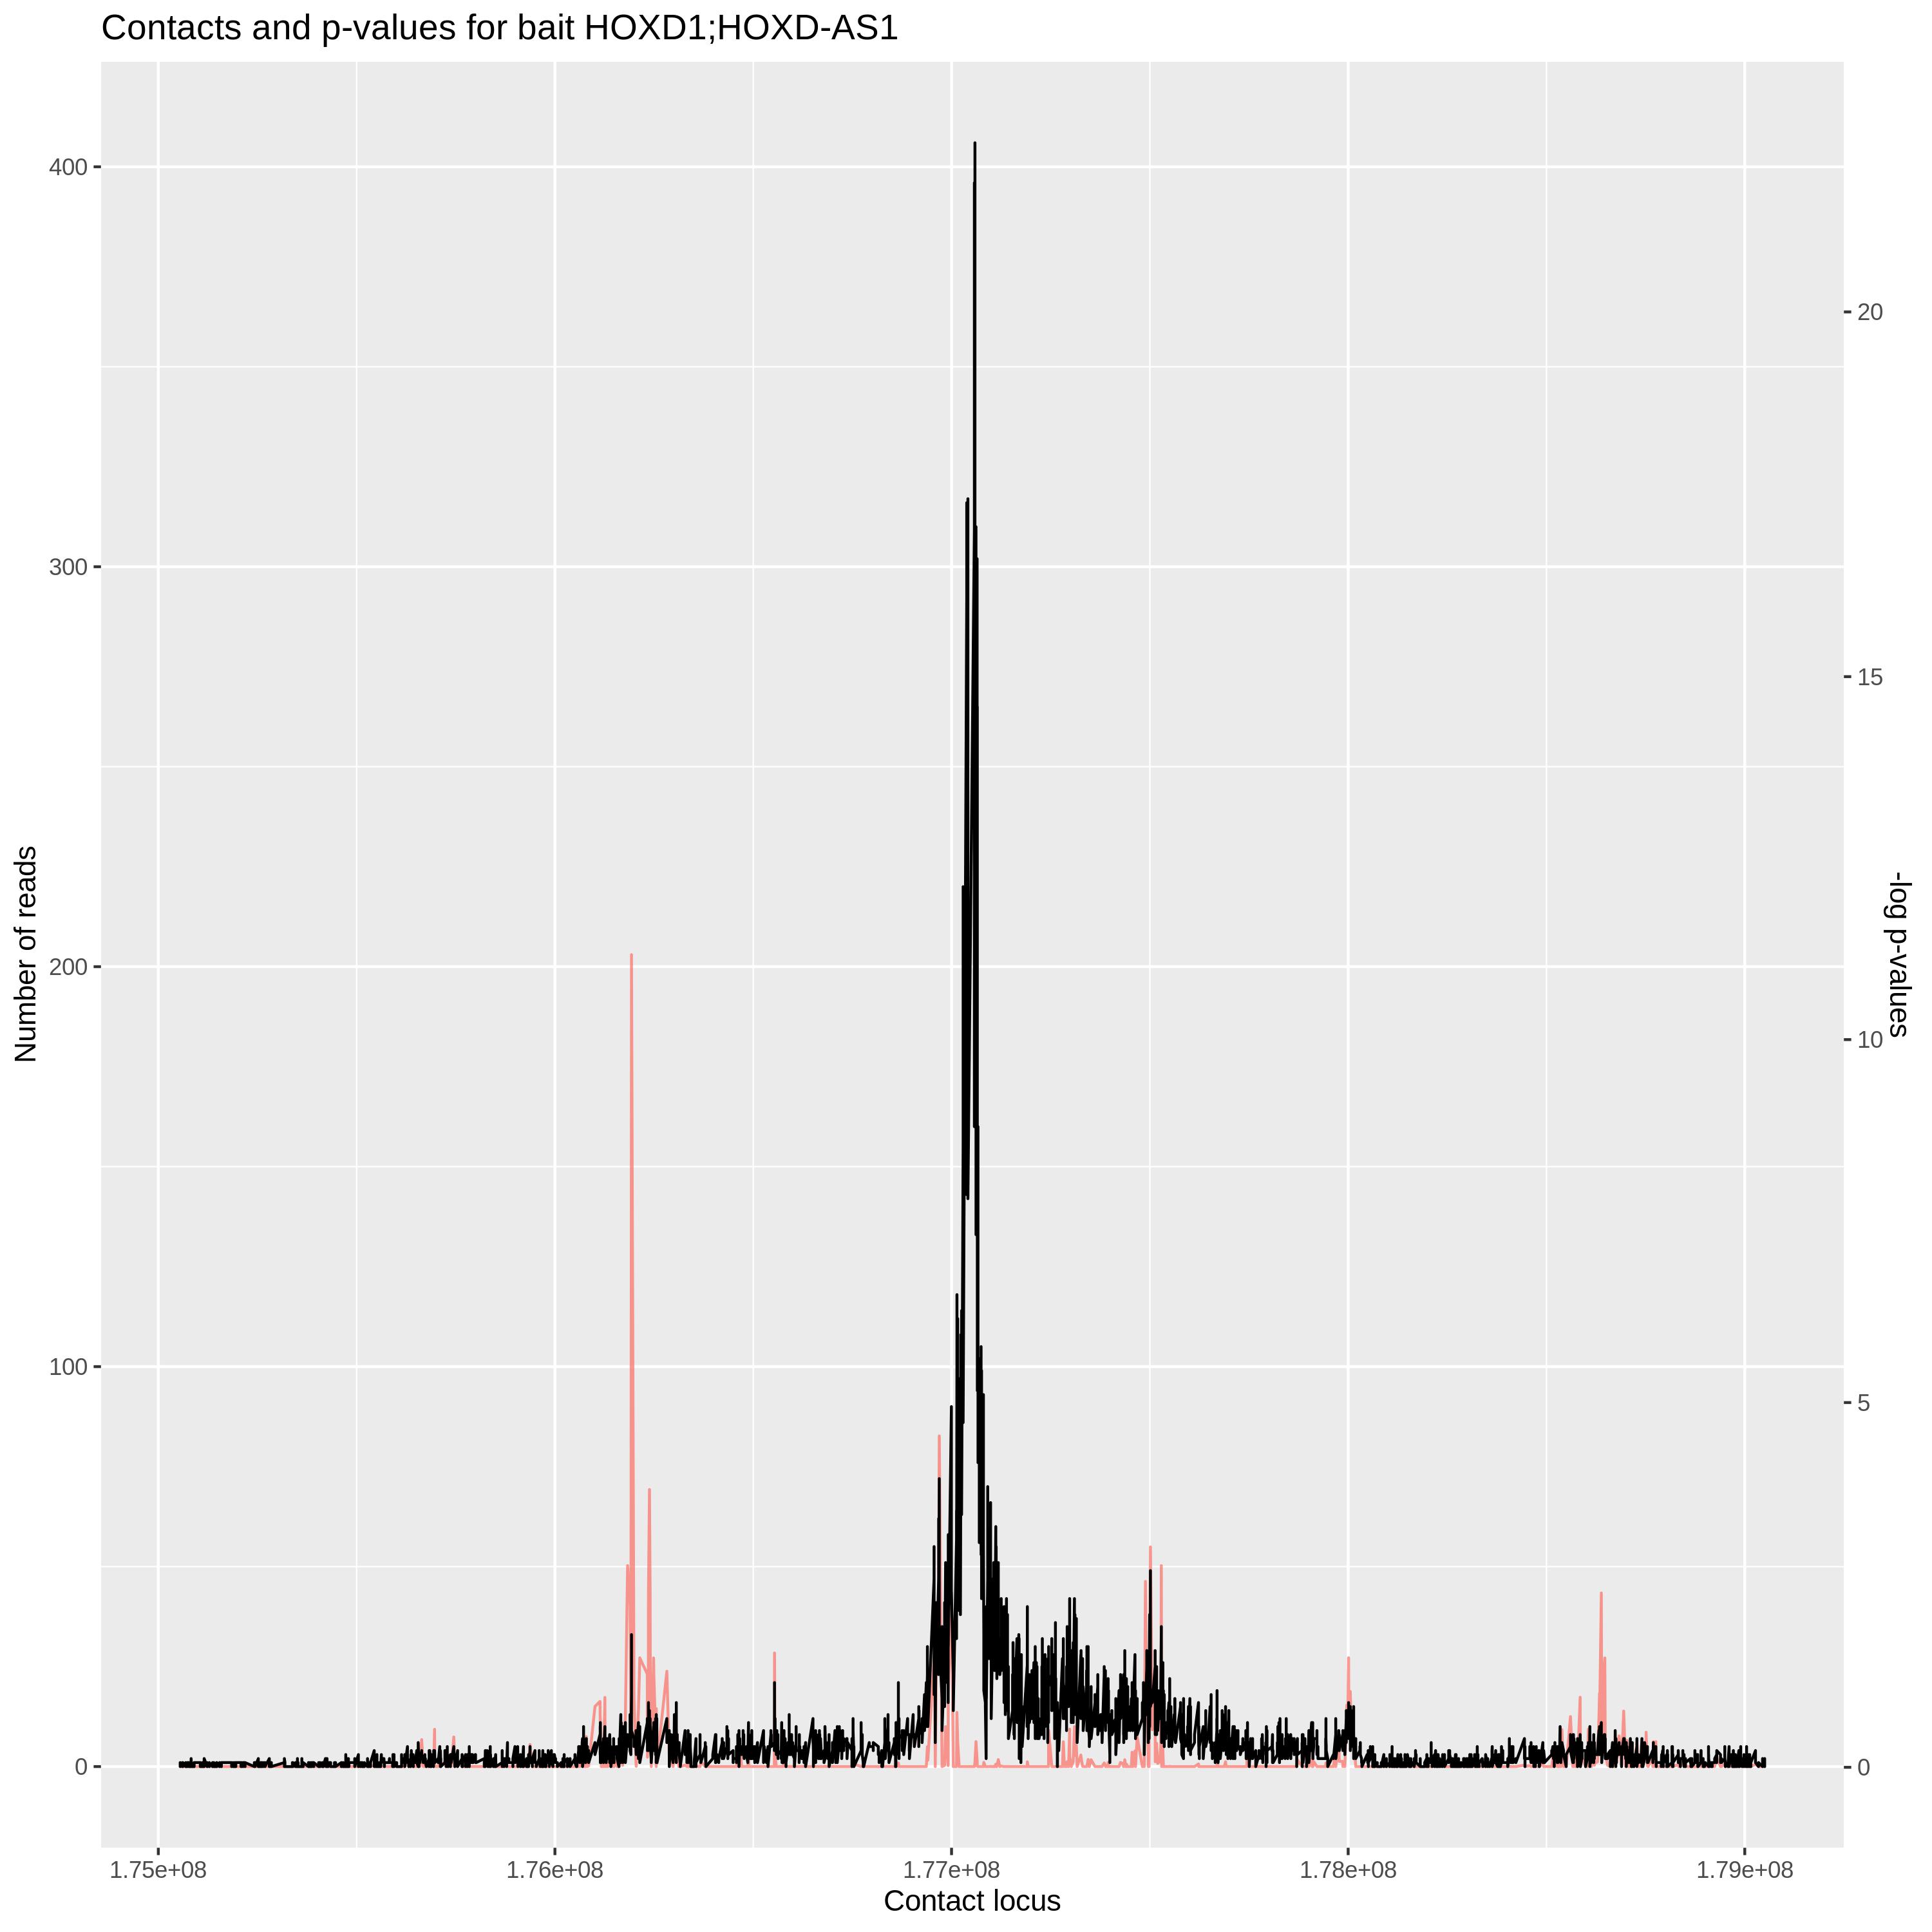 Contacts and p-values for bait HOXD1;HOXD-AS1
400
300
200
100
0
Number of reads
20
15
10
5
0
-log p-values
1.75e+08 1.76e+08 1.77e+08 1.78e+08 1.79e+08
Contact locus